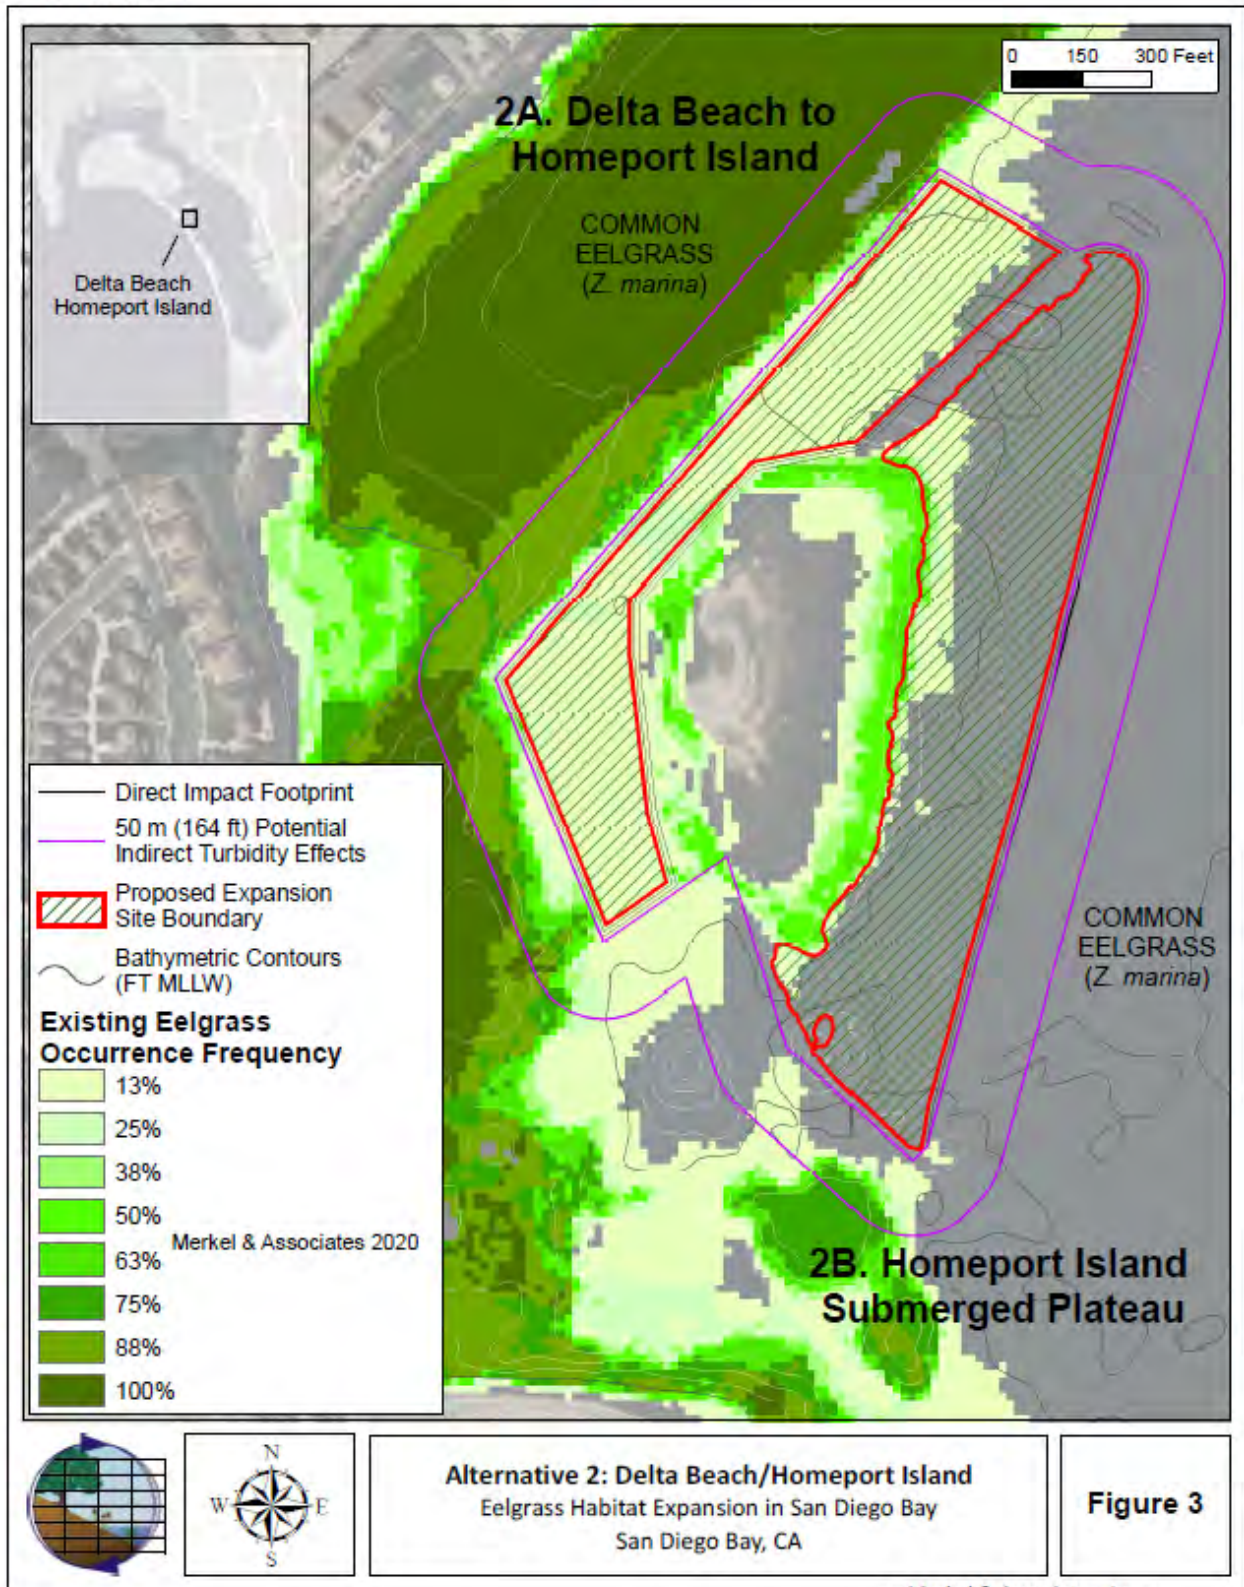 0 150 300 Feet
2A. Delta Beach to
Homeport Island
COMMON
EELGRASS
(Z. marina)
Delta Beach
Homeport Island
Direct Impact Footprint
50 m (164 ft) Potential
Indirect Turbidity Effects
Proposed Expansion
Site Boundary
Bathymetric Contours
(FT MLLW)
Existing Eelgrass
Occurrence Frequency
13%
25%
38%
50%
63%
75%
88%
100%
Merkel & Associates 2020
COMMON
EELGRASS
(Z. marina)
2B. Homeport Island
Submerged Plateau
N
W E
S
Alternative 2: Delta Beach/Homeport Island
Eelgrass Habitat Expansion in San Diego Bay
San Diego Bay, CA
Figure 3